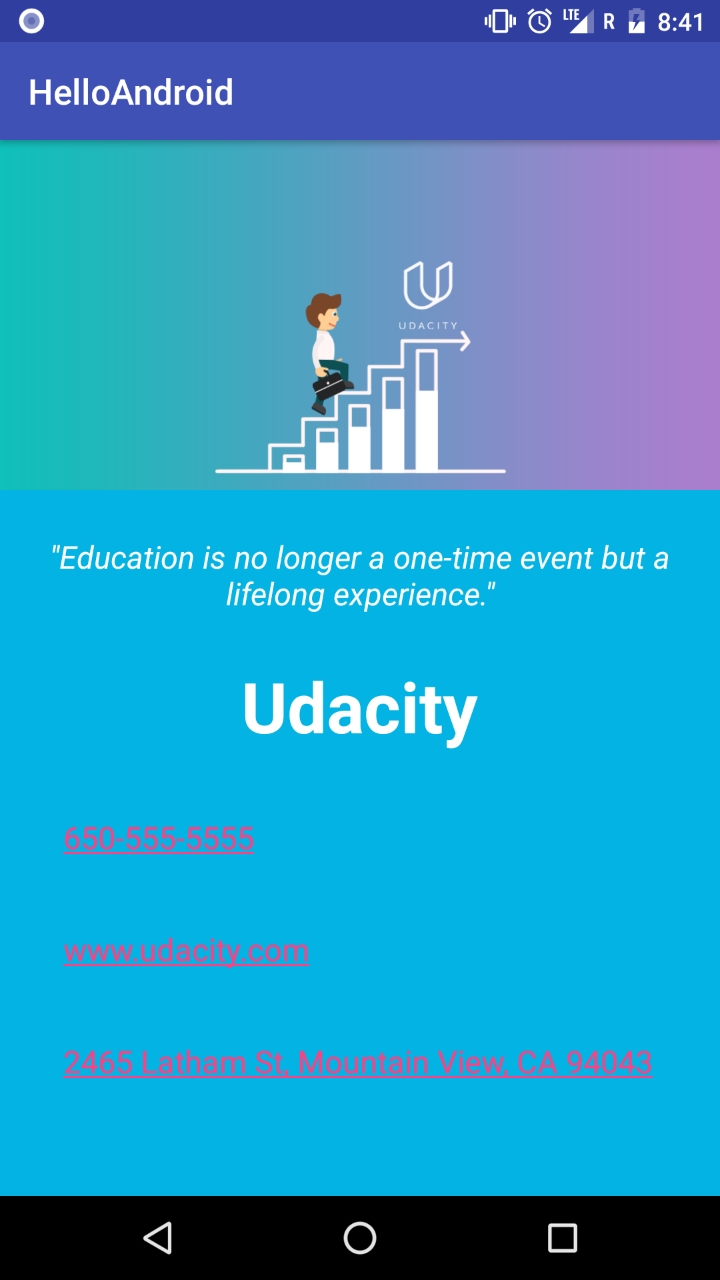 LTE R 8:41
HelloAndroid
UDACITY
"Education is no longer a one-time event but a
lifelong experience."
Udacity
650-555-5555
www.udacity.com
2465 Latham St, Mountain View, CA 94043